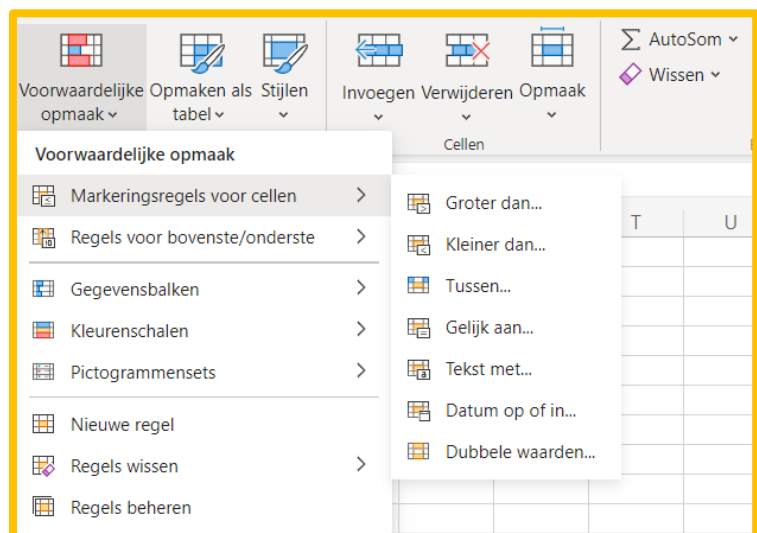 Voorwaardelijke opmaak
Opmaken als tabel
Stijlen
Invoegen
Verwijderen
Opmaak
AutoSom
Wissen
Cellen
Voorwaardelijke opmaak
Markeringsregels voor cellen
Regels voor bovenste/onderste
Gegevensbalken
Kleurenschalen
Pictogrammensets
Nieuwe regel
Regels wissen
Regels beheren
Groter dan...
Kleiner dan...
Tussen...
Gelijk aan...
Tekst met...
Datum op of in...
Dubbele waarden...
T
U